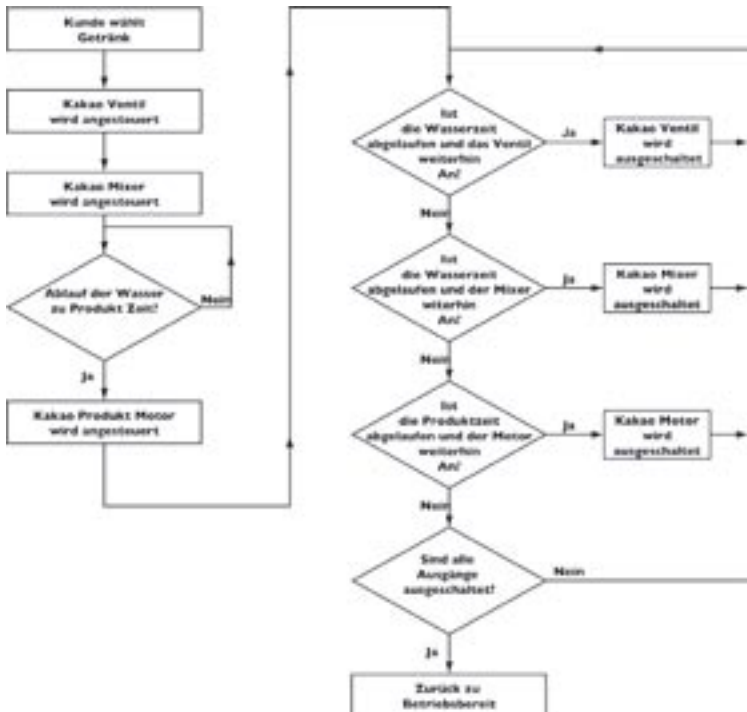 Kunde wählt
Getränk
Kakao Ventil
wird angesteuert
Kakao Mixer
wird angesteuert
Ablauf der Wasser
zu Produkt Zeit?
Nein
Ja
Kakao Produkt Motor
wird angesteuert
Ist
die Wasserzeit
abgelaufen und das Ventil
weiterhin
An?
Ja
Kakao Ventil
wird
ausgeschaltet
Nein
Ist
die Wasserzeit
abgelaufen und der Mixer
witerhin
An?
Ja
Kakao Mixer
wird
ausgeschaltet
Nein
Ist
die Produktzeit
abgelaufen und der Motor
weiterhin
An?
Ja
Kakao Motor
wird
ausgeschaltet
Nein
Sind alle
Ausgänge
ausgeschaltet?
Nein
Ja
Zurück zu
Betriebsbereit